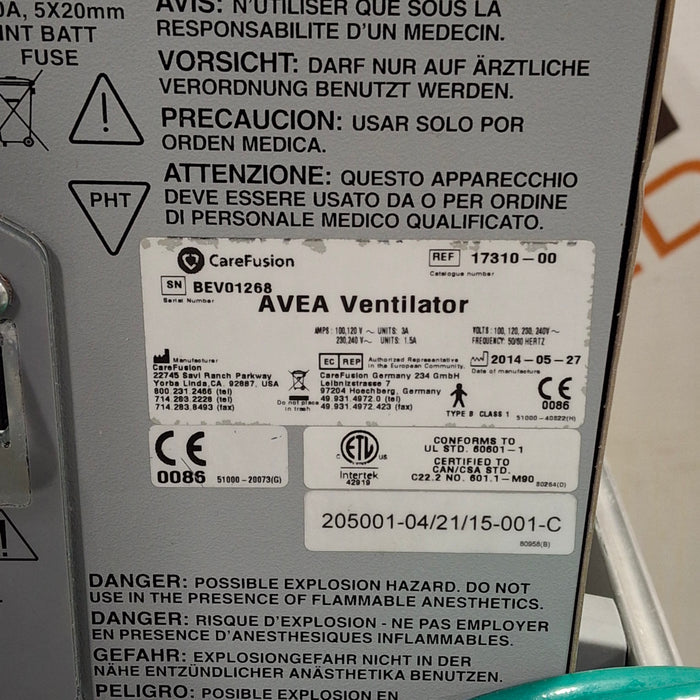 0A, 5X20mm
INT BATT
FUSE
AVIS: N'UTILISER QUE SOUS LA
RESPONSABILITE D'UN MEDECIN.
VORSICHT: DARF NUR AUF ÄRZTLICHE
VERORDNUNG BENUTZT WERDEN.
PRECAUCION: USAR SOLO POR
ORDEN MEDICA.
ATTENZIONE: QUESTO APPARECCHIO
DEVE ESSERE USATO DA O PER ORDINE
DI PERSONALE MEDICO QUALIFICATO.
PHT
CareFusion
REF 17310-00
Catalogue number
SN BEV01268
Serial Number
AVEA Ventilator
AMPS: 100,120 V ~ UNITS: 3A
230,240 V~ UNITS: 1.5A
VOLTS: 100, 120, 230, 240V~
FREQUENCY: 50/60 HERTZ
Manufacturer
CareFusion
22745 Savi Ranch Parkway
Yorba Linda,CA. 92887, USA
800 231.2466 (tel)
714.283.2228 (tel)
714.283.8493 (fax)
Do not place
in trash
EC REP Authorized Representative
in the European Community.
CareFusion Germany 234 GmbH
Leibnizstrasse 7
97204 Hoechberg, Germany
49.931.4972.0 (tel)
49.931.4972.423 (fax)
2014-05-27
Date of manufacture
TYPE B CLASS 1
CE
0086
51000-40822(H)
CE
0086 51000-20073(G)
ETL
C US
Intertek
42919
CONFORMS TO
UL STD. 60601-1
CERTIFIED TO
CAN/CSA STD.
C22.2 NO. 601.1-M90
80264(D)
205001-04/21/15-001-C
80958(B)
DANGER: POSSIBLE EXPLOSION HAZARD. DO NOT
USE IN THE PRESENCE OF FLAMMABLE ANESTHETICS.
DANGER: RISQUE D'EXPLOSION - NE PAS EMPLOYER
EN PRESENCE D'ANESTHESIQUES INFLAMMABLES.
GEFAHR: EXPLOSIONGEFAHR NICHT IN DER
NÄHE ENTZÜNDLICHER ANÄSTHETIKA BENUTZEN.
PELIGRO: POSIBLE EXPLOSION EN